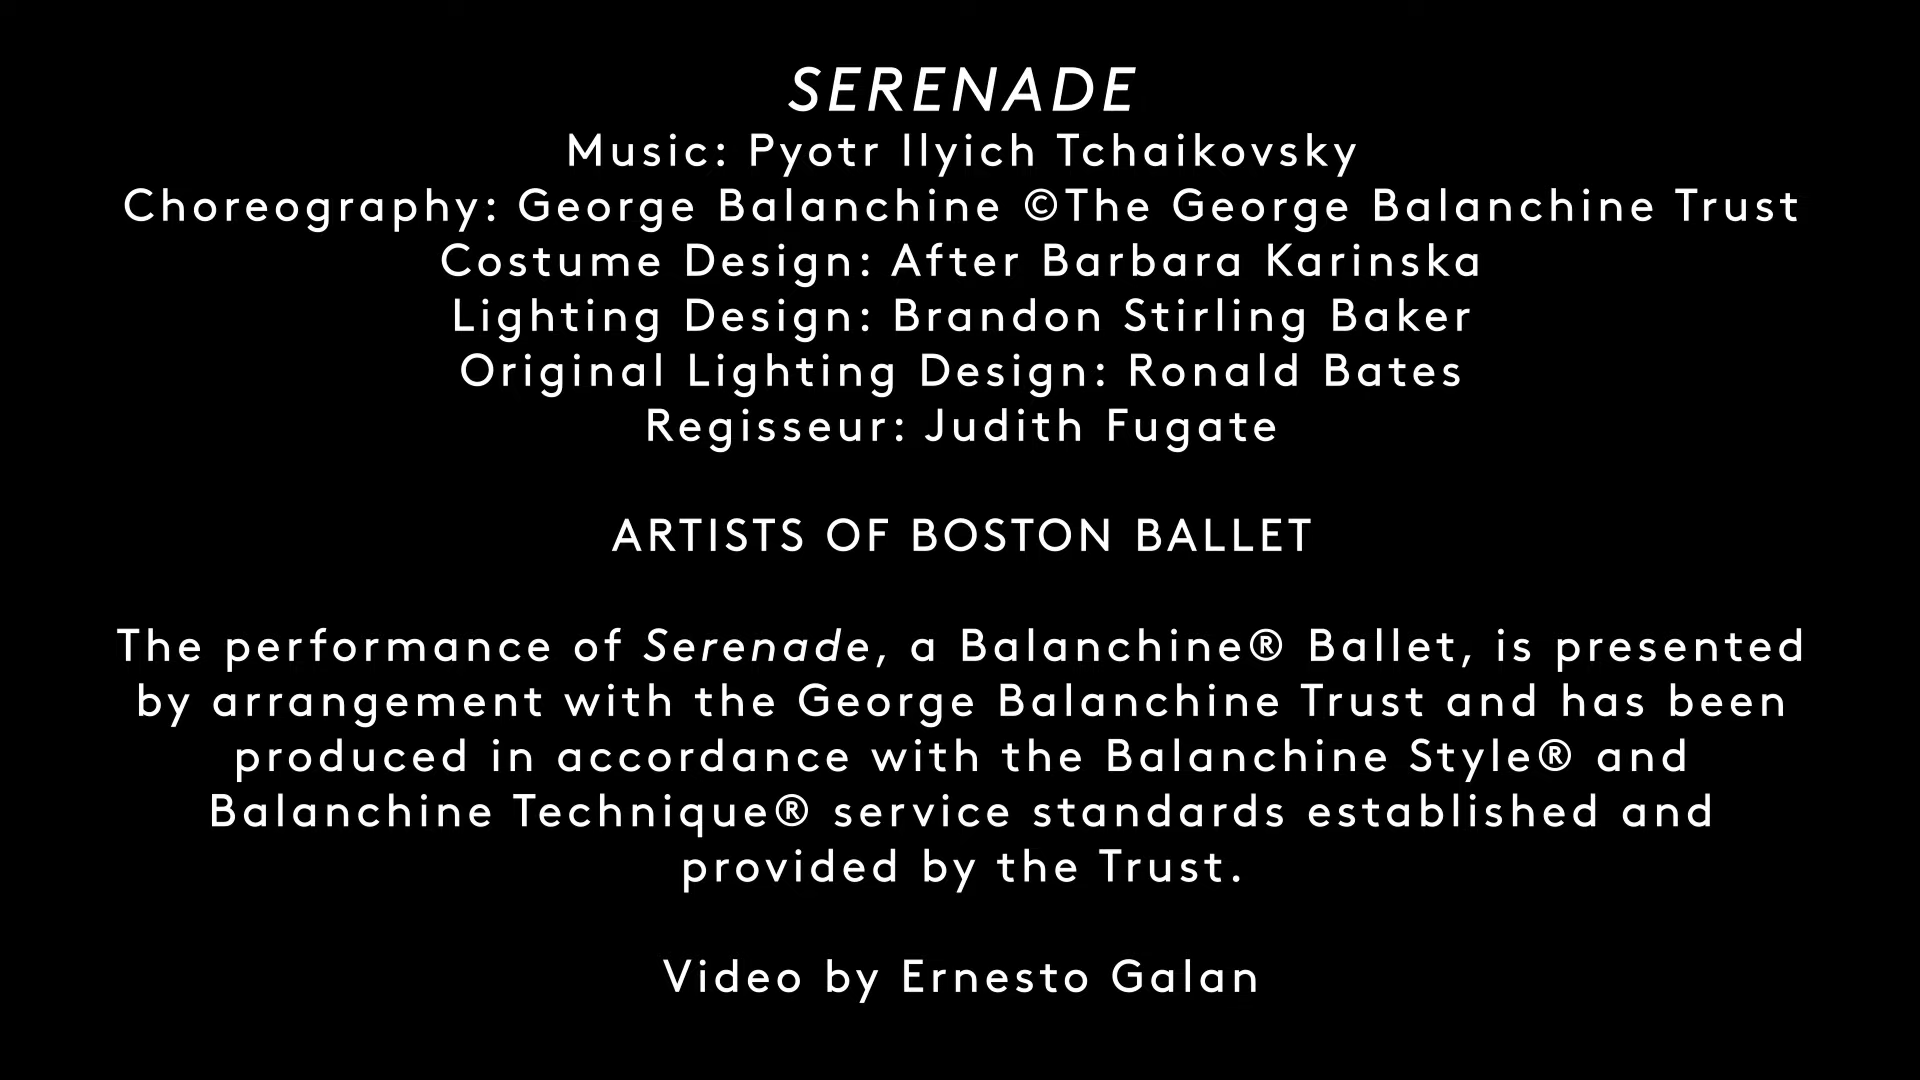 SERENADE
Music: Pyotr Ilyich Tchaikovsky
Choreography: George Balanchine ©The George Balanchine Trust
Costume Design: After Barbara Karinska
Lighting Design: Brandon Stirling Baker
Original Lighting Design: Ronald Bates
Regisseur: Judith Fugate
ARTISTS OF BOSTON BALLET
The performance of Serenade, a Balanchine® Ballet, is presented
by arrangement with the George Balanchine Trust and has been
produced in accordance with the Balanchine Style® and
Balanchine Technique® service standards established and
provided by the Trust.
Video by Ernesto Galan